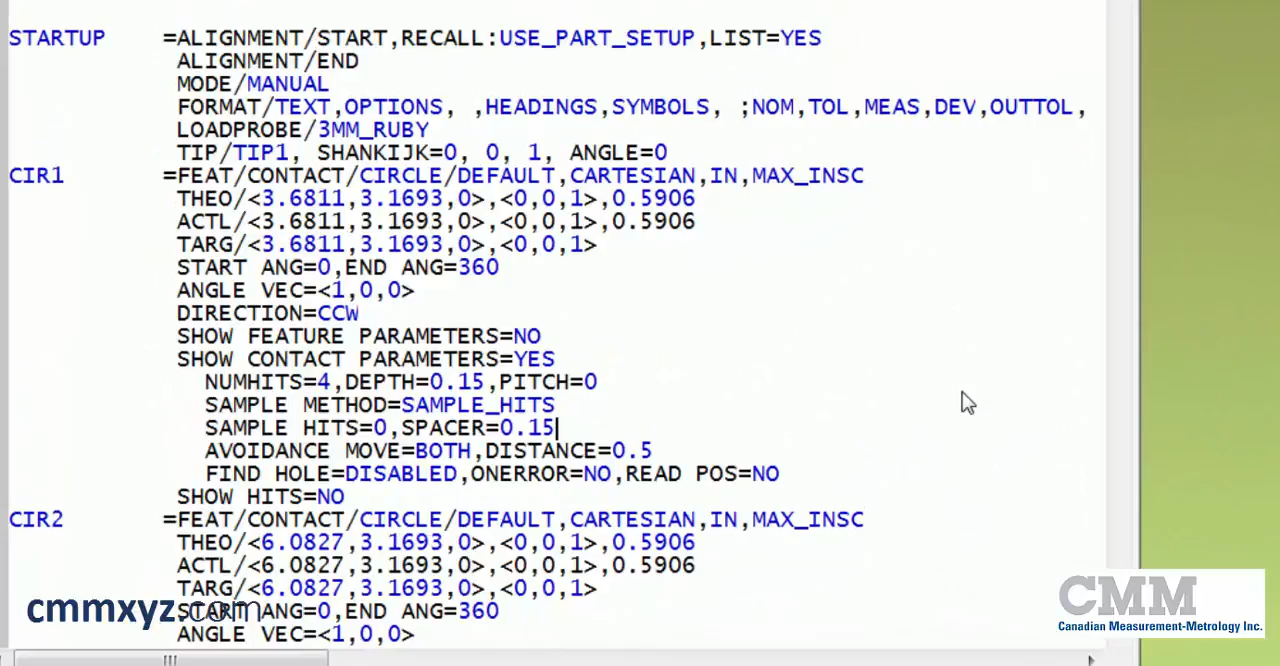 STARTUP =ALIGNMENT/START,RECALL:USE_PART_SETUP,LIST=YES
ALIGNMENT/END
MODE/MANUAL
FORMAT/TEXT,OPTIONS, ,HEADINGS,SYMBOLS, ;NOM,TOL,MEAS,DEV,OUTTOL,
LOADPROBE/3MM_RUBY
TIP/TIP1, SHANKIJK=0, 0, 1, ANGLE=0
CIR1 =FEAT/CONTACT/CIRCLE/DEFAULT,CARTESIAN,IN,MAX_INSC
THEO/<3.6811,3.1693,0>,<0,0,1>,0.5906
ACTL/<3.6811,3.1693,0>,<0,0,1>,0.5906
TARG/<3.6811,3.1693,0>,<0,0,1>
START ANG=0,END ANG=360
ANGLE VEC=<1,0,0>
DIRECTION=CCW
SHOW FEATURE PARAMETERS=NO
SHOW CONTACT PARAMETERS=YES
NUMHITS=4,DEPTH=0.15,PITCH=0
SAMPLE METHOD=SAMPLE_HITS
SAMPLE HITS=0,SPACER=0.15
AVOIDANCE MOVE=BOTH,DISTANCE=0.5
FIND HOLE=DISABLED,ONERROR=NO,READ POS=NO
SHOW HITS=NO
CIR2 =FEAT/CONTACT/CIRCLE/DEFAULT,CARTESIAN,IN,MAX_INSC
THEO/<6.0827,3.1693,0>,<0,0,1>,0.5906
ACTL/<6.0827,3.1693,0>,<0,0,1>,0.5906
TARG/<6.0827,3.1693,0>,<0,0,1>
START ANG=0,END ANG=360
ANGLE VEC=<1,0,0>
cmmxyz.com
CMM
Canadian Measurement-Metrology Inc.